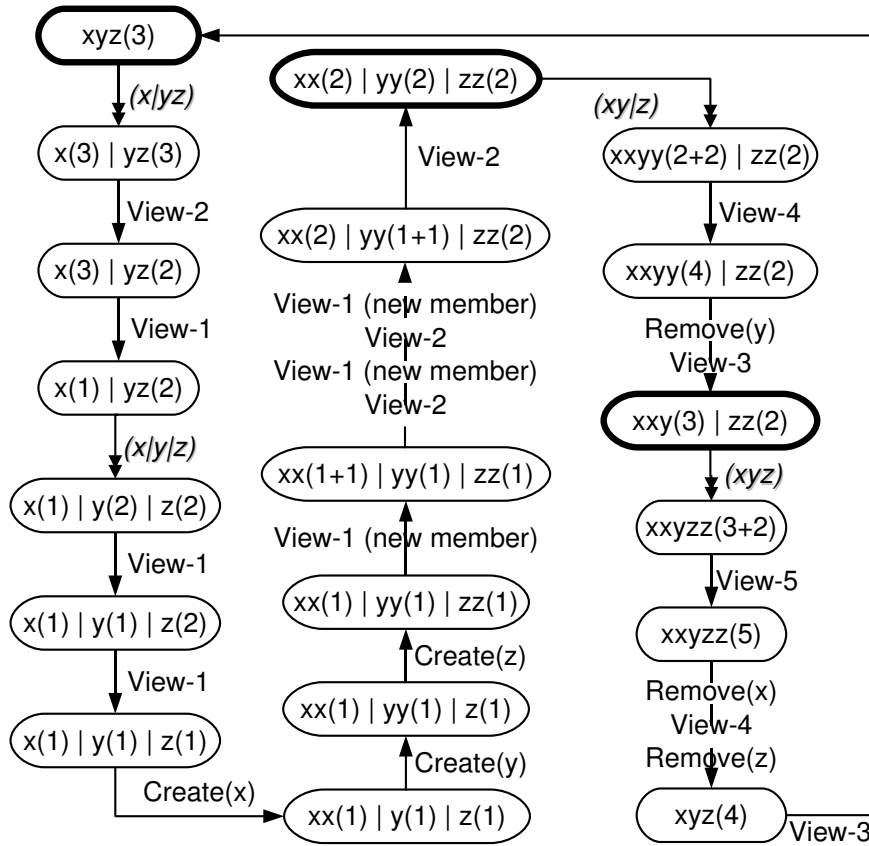 xyz(3)
(x|yz)
x(3) | yz(3)
View-2
x(3) | yz(2)
View-1
x(1) | yz(2)
(x|y|z)
x(1) | y(2) | z(2)
View-1
x(1) | y(1) | z(2)
View-1
x(1) | y(1) | z(1)
Create(x)
xx(1) | y(1) | z(1)
Create(y)
xx(1) | yy(1) | z(1)
Create(z)
xx(1) | yy(1) | zz(1)
View-1 (new member)
xx(1+1) | yy(1) | zz(1)
View-1 (new member)
View-2
View-1 (new member)
View-2
xx(2) | yy(1+1) | zz(2)
View-2
xx(2) | yy(2) | zz(2)
(xy|z)
xxyy(2+2) | zz(2)
View-4
xxyy(4) | zz(2)
Remove(y)
View-3
xxy(3) | zz(2)
(xyz)
xxyzz(3+2)
View-5
xxyzz(5)
Remove(x)
View-4
Remove(z)
xyz(4)
View-3